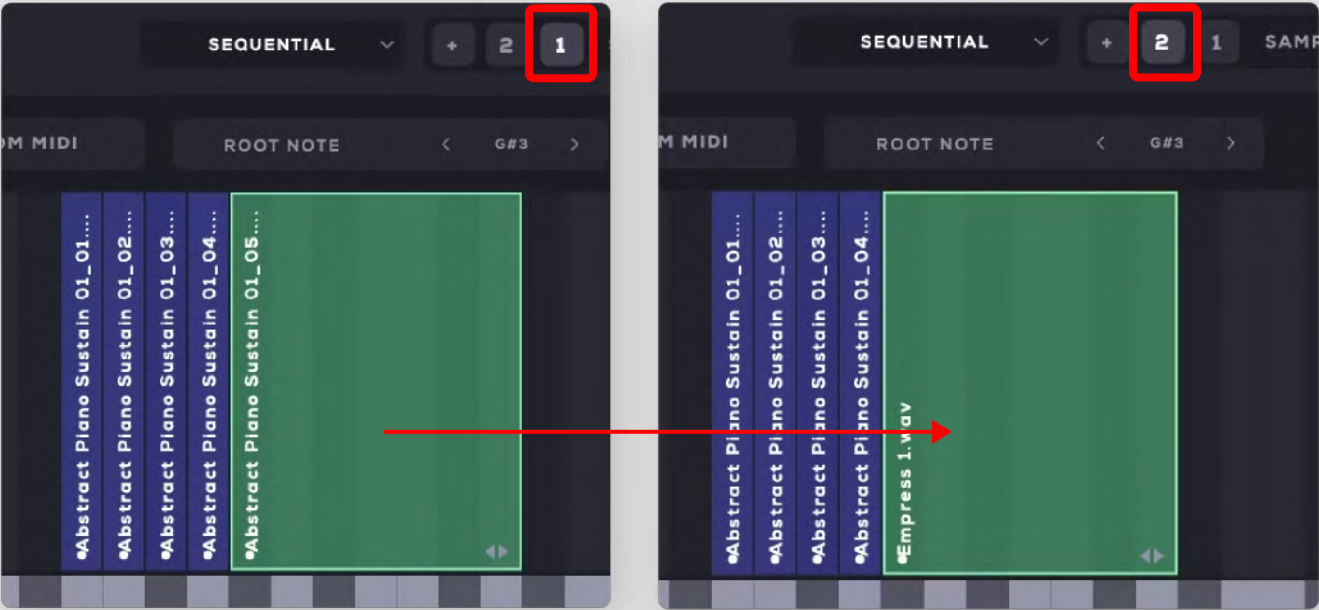 SEQUENTIAL
+
2
1
OM MIDI
ROOT NOTE
<
G#3
>
Abstract Piano Sustain 01_01....
Abstract Piano Sustain 01_02....
Abstract Piano Sustain 01_03....
Abstract Piano Sustain 01_04....
Abstract Piano Sustain 01_05....
SEQUENTIAL
+
2
1
SAMP
M MIDI
ROOT NOTE
<
G#3
>
Abstract Piano Sustain 01_01....
Abstract Piano Sustain 01_02....
Abstract Piano Sustain 01_03....
Abstract Piano Sustain 01_04....
Empress 1.wav